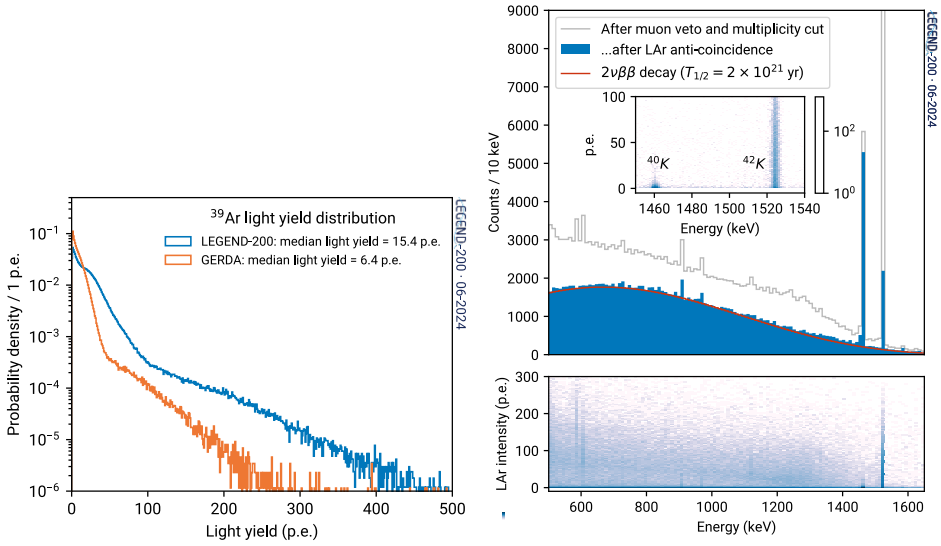 ³⁹Ar light yield distribution
LEGEND-200: median light yield = 15.4 p.e.
GERDA: median light yield = 6.4 p.e.
LEGEND-200 · 06-2024
Probability density / 1 p.e.
10⁻¹
10⁻²
10⁻³
10⁻⁴
10⁻⁵
10⁻⁶
0 100 200 300 400 500
Light yield (p.e.)
After muon veto and multiplicity cut
...after LAr anti-coincidence
2νββ decay (T₁/₂ = 2 × 10²¹ yr)
LEGEND-200 · 06-2024
Counts / 10 keV
9000
8000
7000
6000
5000
4000
3000
2000
1000
0
p.e.
100
50
0
⁴⁰K ⁴²K
10²
10⁰
1460 1480 1500 1520 1540
Energy (keV)
LAr intensity (p.e.)
300
200
100
0
600 800 1000 1200 1400 1600
Energy (keV)